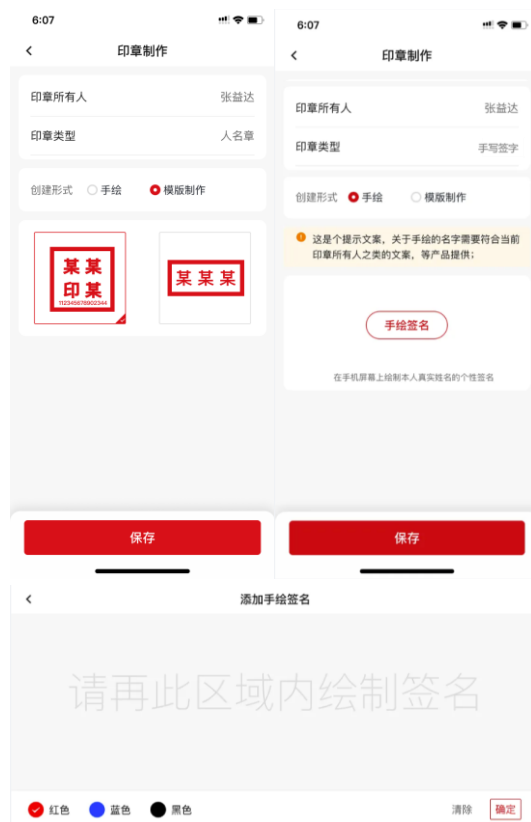 6:07
印章制作
印章所有人 张益达
印章类型 人名章
创建形式 手绘 模版制作
某某
印某
112345678902344
某某某
保存
6:07
印章制作
印章所有人 张益达
印章类型 手写签字
创建形式 手绘 模版制作
这是个提示文案，关于手绘的名字需要符合当前
印章所有人之类的文案，等产品提供；
手绘签名
在手机屏幕上绘制本人真实姓名的个性签名
保存
添加手绘签名
请再此区域内绘制签名
红色 蓝色 黑色 清除 确定